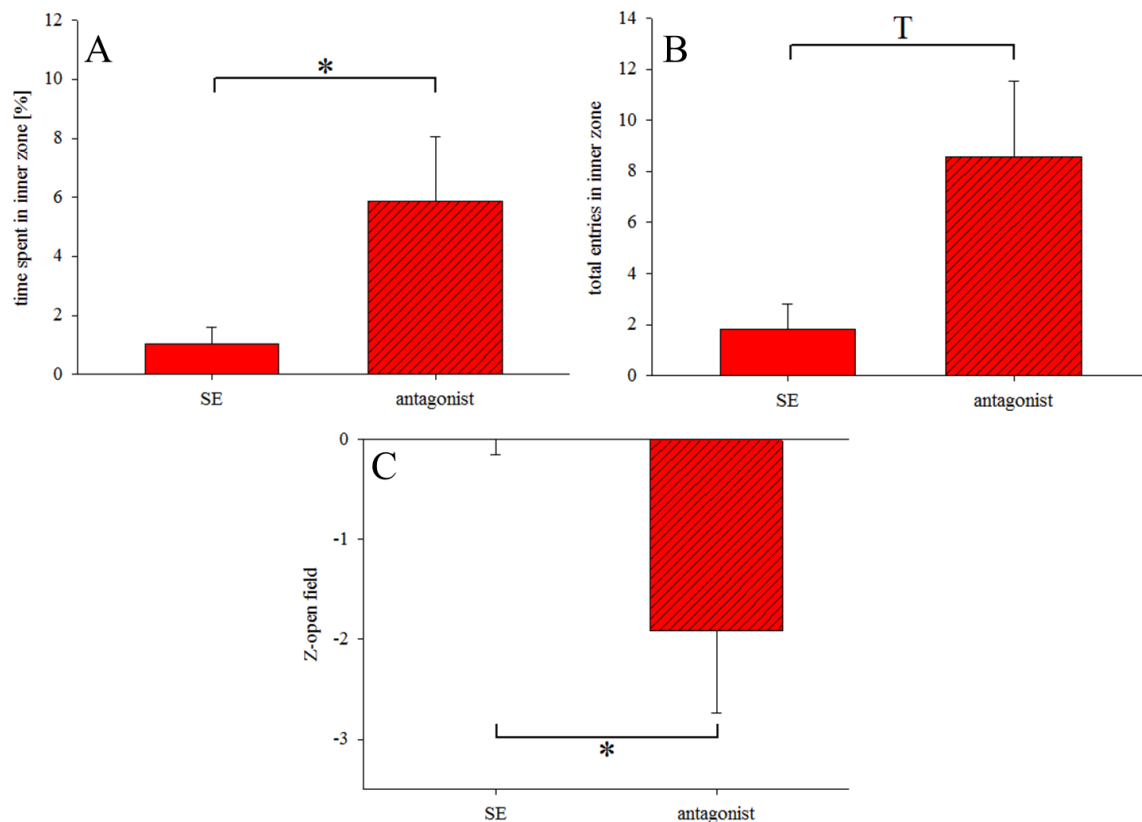 A
time spent in inner zone [%]
12
10
8
6
4
2
0
*
SE
antagonist
B
total entries in inner zone
14
12
10
8
6
4
2
0
T
SE
antagonist
C
Z-open field
0
-1
-2
-3
*
SE
antagonist